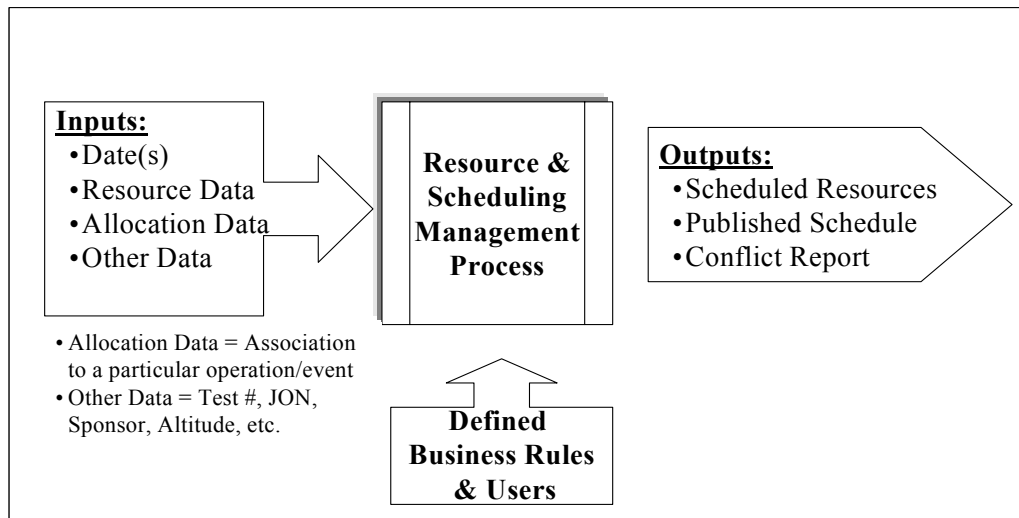 Inputs:
•Date(s)
•Resource Data
•Allocation Data
•Other Data
• Allocation Data = Association
to a particular operation/event
• Other Data = Test #, JON,
Sponsor, Altitude, etc.
Resource &
Scheduling
Management
Process
Defined
Business Rules
& Users
Outputs:
•Scheduled Resources
•Published Schedule
•Conflict Report